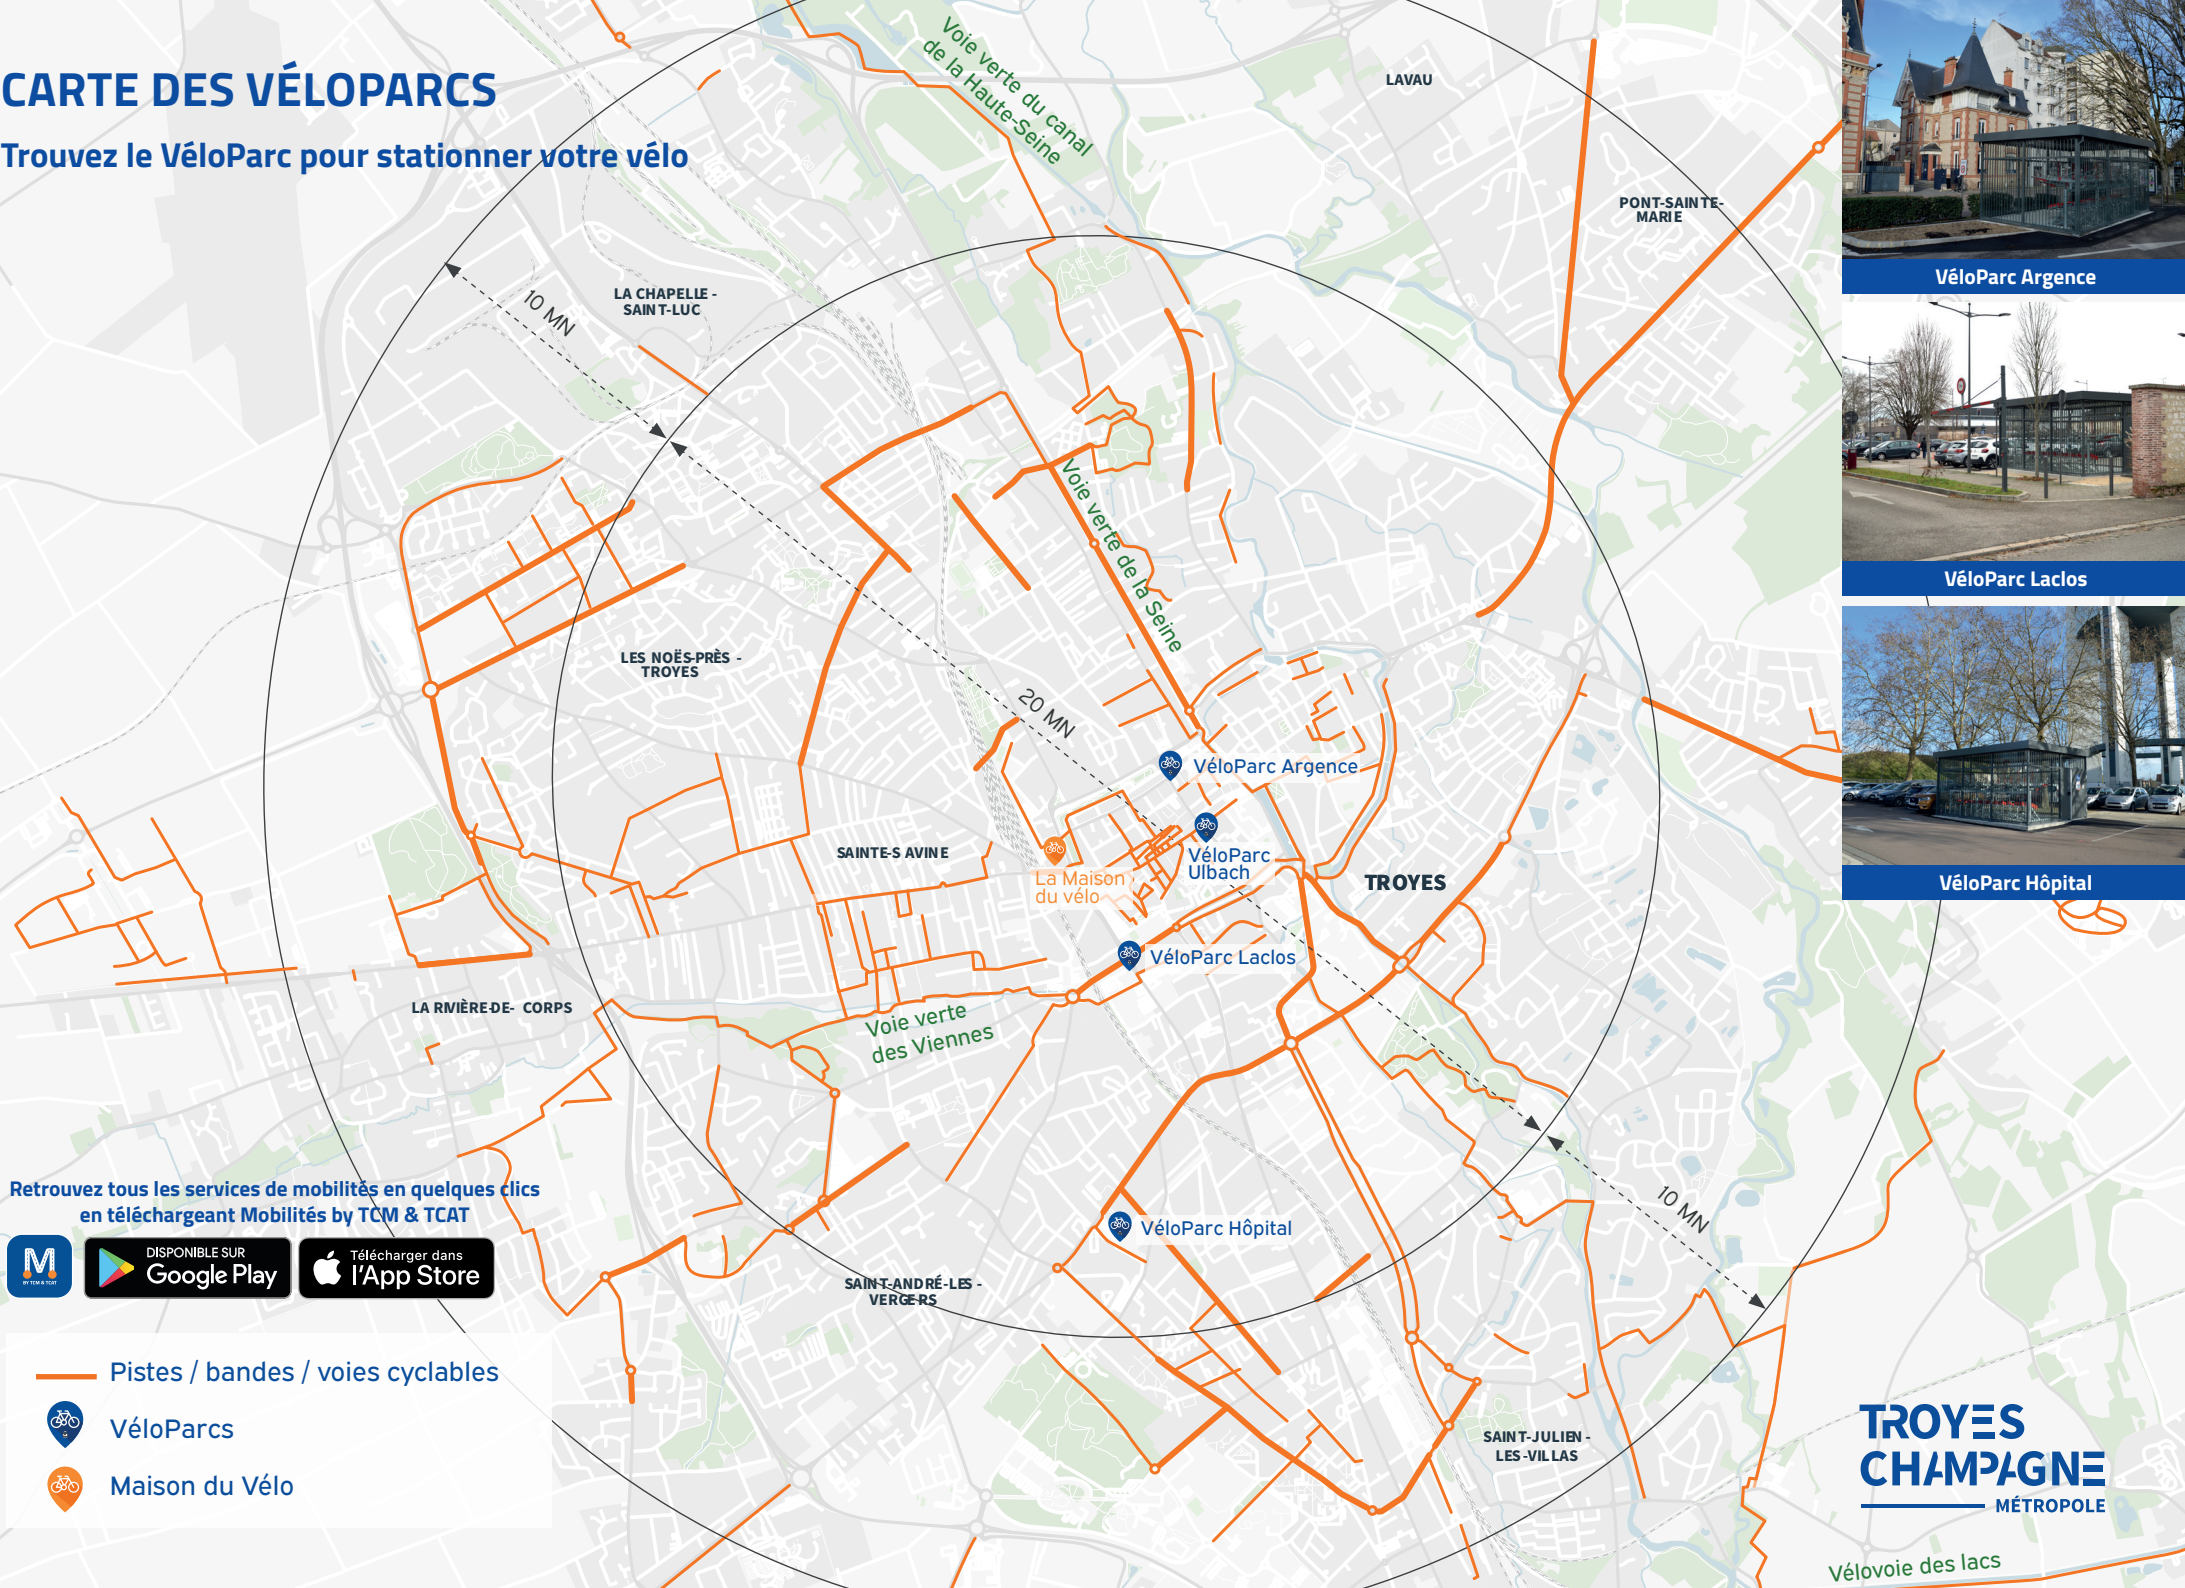 CARTE DES VÉLOPARCS
Trouvez le VéloParc pour stationner votre vélo
Voie verte du canal
de la Haute-Seine
LAVAU
PONT-SAINTE-
MARIE
VéloParc Argence
10 MN
LA CHAPELLE -
SAINT-LUC
VéloParc Laclos
Voie verte de la Seine
LES NOËS-PRÈS -
TROYES
20 MN
VéloParc Argence
VéloParc
Ulbach
SAINTE-S AVINE
La Maison
du vélo
TROYES
VéloParc Hôpital
VéloParc Laclos
LA RIVIÈRE-DE- CORPS
Voie verte
des Viennes
10 MN
VéloParc Hôpital
SAINT-ANDRÉ-LES -
VERGERS
Retrouvez tous les services de mobilités en quelques clics
en téléchargeant Mobilités by TCM & TCAT
M
BY TCM & TCAT
DISPONIBLE SUR
Google Play
Télécharger dans
l'App Store
Pistes / bandes / voies cyclables
VéloParcs
Maison du Vélo
SAINT-JULIEN -
LES-VILLAS
TROYES
CHAMPAGNE
MÉTROPOLE
Vélovoie des lacs